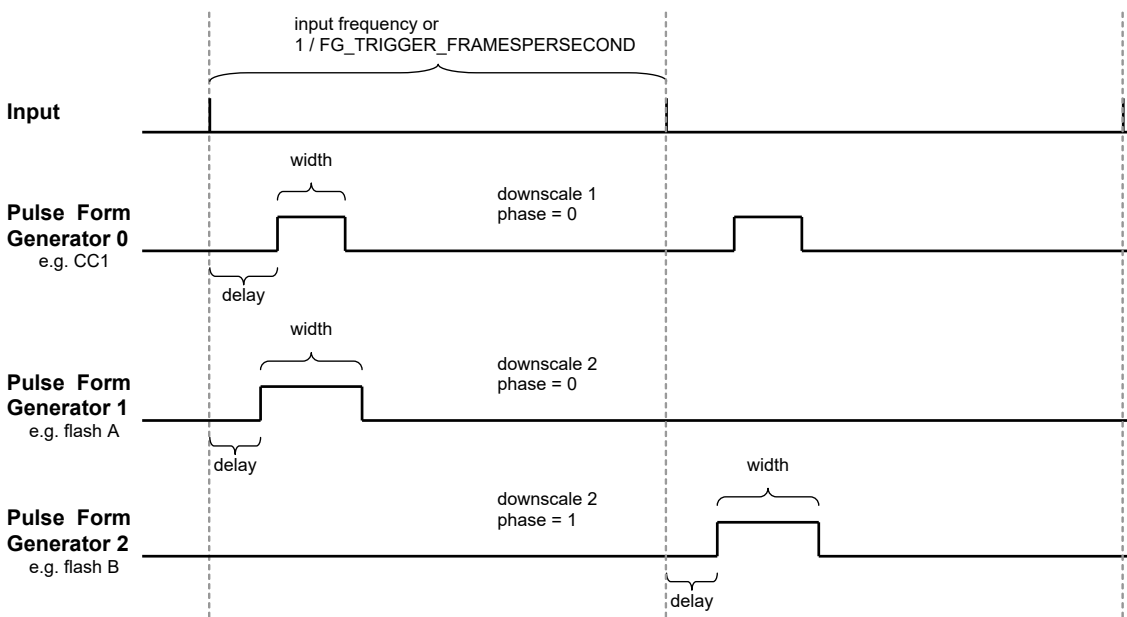 input frequency or
1 / FG_TRIGGER_FRAMESPERSECOND
Input
width
downscale 1
phase = 0
Pulse Form
Generator 0
e.g. CC1
delay
width
downscale 2
phase = 0
Pulse Form
Generator 1
e.g. flash A
delay
width
downscale 2
phase = 1
Pulse Form
Generator 2
e.g. flash B
delay